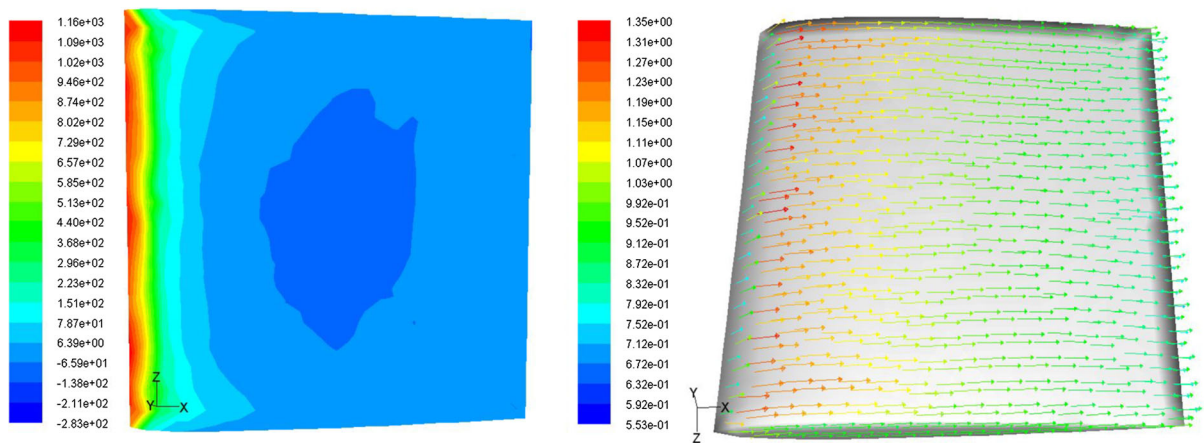 1.16e+03
1.09e+03
1.02e+03
9.46e+02
8.74e+02
8.02e+02
7.29e+02
6.57e+02
5.85e+02
5.13e+02
4.40e+02
3.68e+02
2.96e+02
2.23e+02
1.51e+02
7.87e+01
6.39e+00
-6.59e+01
-1.38e+02
-2.11e+02
-2.83e+02
Z
Y
X
1.35e+00
1.31e+00
1.27e+00
1.23e+00
1.19e+00
1.15e+00
1.11e+00
1.07e+00
1.03e+00
9.92e-01
9.52e-01
9.12e-01
8.72e-01
8.32e-01
7.92e-01
7.52e-01
7.12e-01
6.72e-01
6.32e-01
5.92e-01
5.53e-01
Y
X
Z